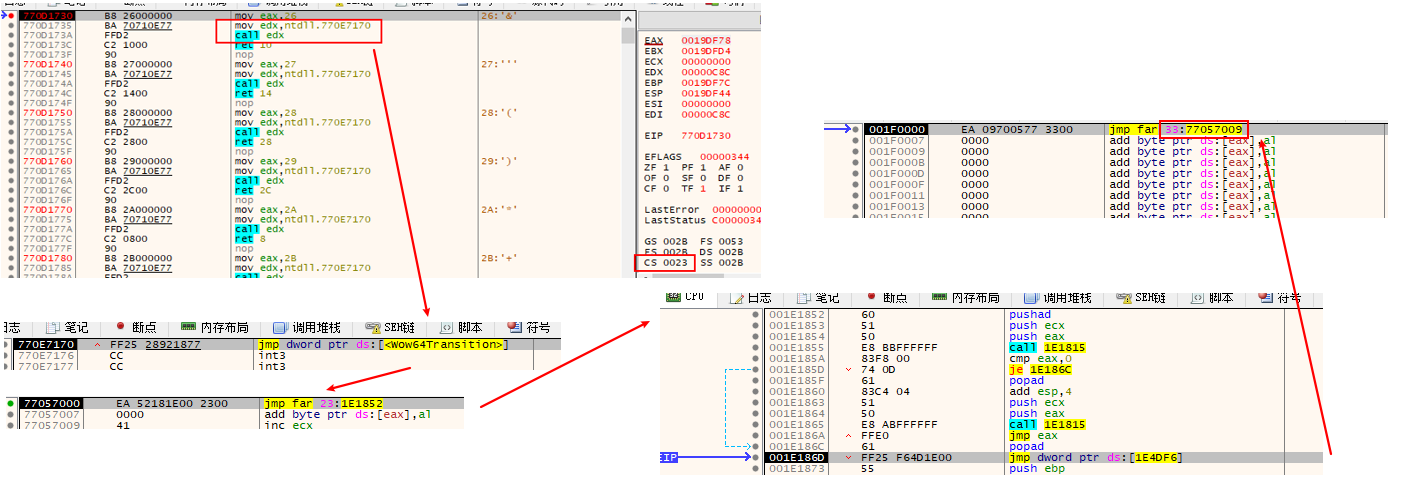 770D1730 B8 26000000 mov eax,26 26:'&'
770D1735 BA 70710E77 mov edx,ntdll.770E7170
770D173A FFD2 call edx
770D173C C2 1000 ret 10
770D173F 90 nop
770D1740 B8 27000000 mov eax,27 27:'''
770D1745 BA 70710E77 mov edx,ntdll.770E7170
770D174A FFD2 call edx
770D174C C2 1400 ret 14
770D174F 90 nop
770D1750 B8 28000000 mov eax,28 28:'('
770D1755 BA 70710E77 mov edx,ntdll.770E7170
770D175A FFD2 call edx
770D175C C2 2800 ret 28
770D175F 90 nop
770D1760 B8 29000000 mov eax,29 29:')'
770D1765 BA 70710E77 mov edx,ntdll.770E7170
770D176A FFD2 call edx
770D176C C2 2C00 ret 2C
770D176F 90 nop
770D1770 B8 2A000000 mov eax,2A 2A:'*'
770D1775 BA 70710E77 mov edx,ntdll.770E7170
770D177A FFD2 call edx
770D177C C2 0800 ret 8
770D177F 90 nop
770D1780 B8 2B000000 mov eax,2B 2B:'+'
770D1785 BA 70710E77 mov edx,ntdll.770E7170
770D178A FFD2 call edx
EAX 0019DF78
EBX 0019DFD4
ECX 00000000
EDX 00000C8C
EBP 0019DF7C
ESP 0019DF44
ESI 00000000
EDI 00000C8C
EIP 770D1730
EFLAGS 00000344
ZF 1 PF 1 AF 0
OF 0 SF 0 DF 0
CF 0 TF 1 IF 1
LastError 00000000
LastStatus C0000034
GS 002B FS 0053
ES 002B DS 002B
CS 0023 SS 002B
001F0000 EA 09700577 3300 jmp far 33:77057009
001F0007 0000 add byte ptr ds:[eax],al
001F0009 0000 add byte ptr ds:[eax],al
001F000B 0000 add byte ptr ds:[eax],al
001F000D 0000 add byte ptr ds:[eax],al
001F000F 0000 add byte ptr ds:[eax],al
001F0011 0000 add byte ptr ds:[eax],al
001F0013 0000 add byte ptr ds:[eax],al
001F0015 0000 add byte ptr ds:[eax],al
日志 笔记 断点 内存布局 调用堆栈 SEH链 脚本 符号
770E7170 FF25 28921877 jmp dword ptr ds:[<Wow64Transition>]
770E7176 CC int3
770E7177 CC int3
77057000 EA 52181E00 2300 jmp far 23:1E1852
77057007 0000 add byte ptr ds:[eax],al
77057009 41 inc ecx
CPU 日志 笔记 断点 内存布局 调用堆栈 SEH链 脚本 符号
001E1852 60 pushad
001E1853 51 push ecx
001E1854 50 push eax
001E1855 E8 BBFFFFFF call 1E1815
001E185A 83F8 00 cmp eax,0
001E185D 74 0D je 1E186C
001E185F 61 popad
001E1860 83C4 04 add esp,4
001E1863 51 push ecx
001E1864 50 push eax
001E1865 E8 ABFFFFFF call 1E1815
001E186A FFE0 jmp eax
001E186C 61 popad
EIP 001E186D FF25 F64D1E00 jmp dword ptr ds:[1E4DF6]
001E1873 55 push ebp